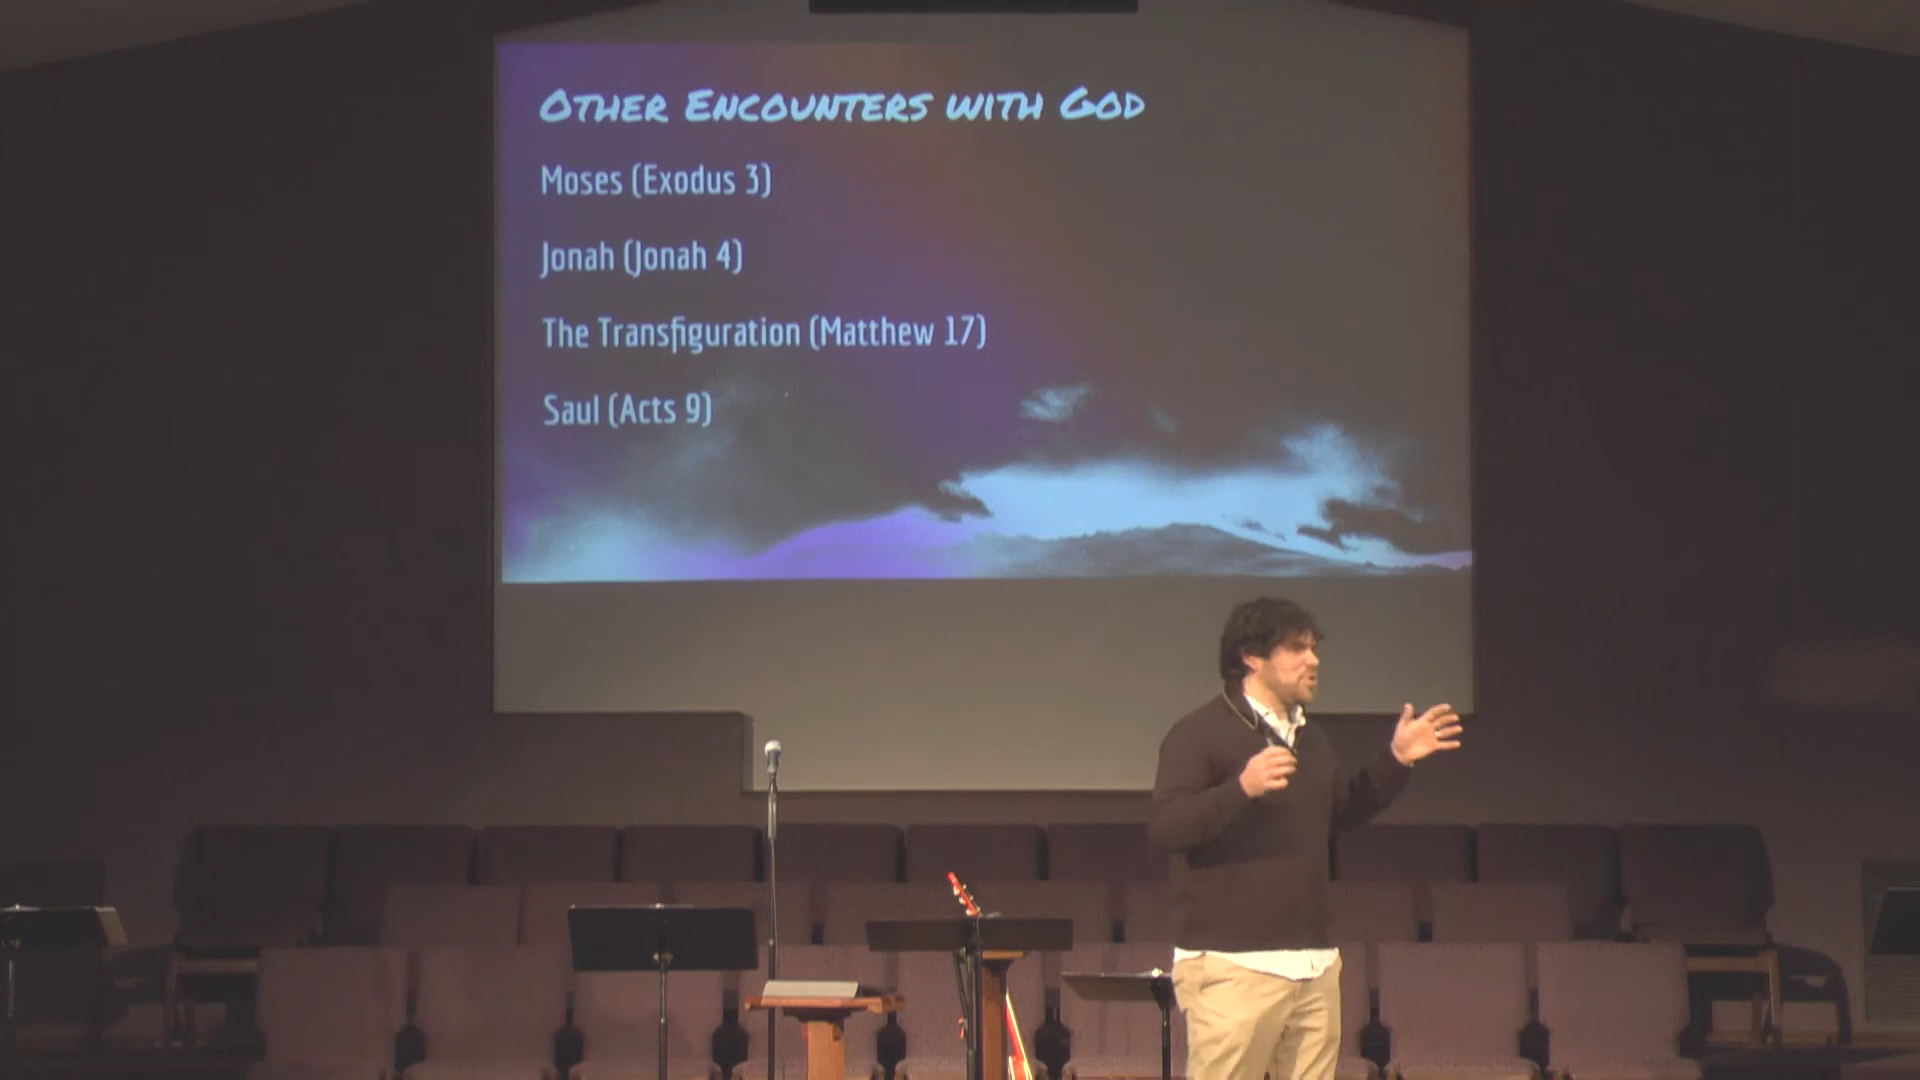 Other Encounters with God
Moses (Exodus 3)
Jonah (Jonah 4)
The Transfiguration (Matthew 17)
Saul (Acts 9)